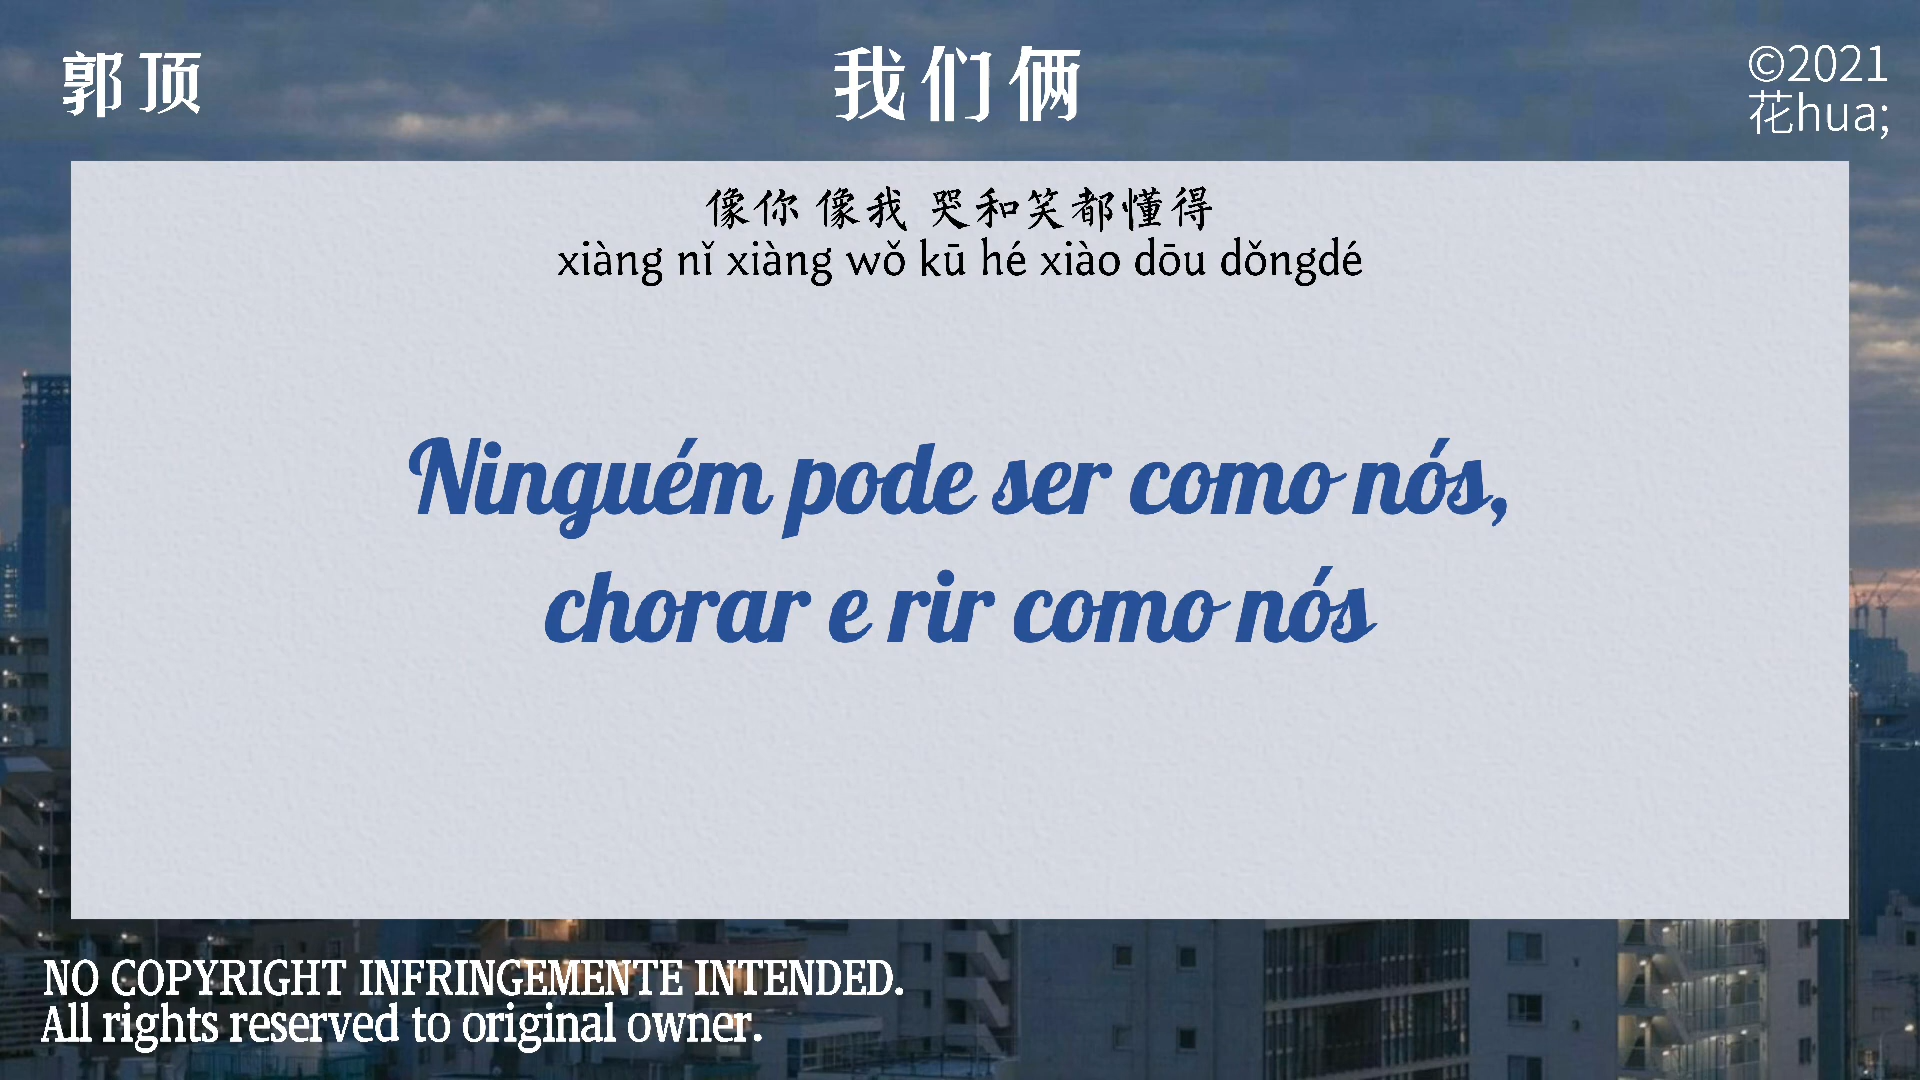 郭顶
我们俩
©2021
花hua;
像你 像我 哭和笑都懂得
xiàng nǐ xiàng wǒ kū hé xiào dōu dǒngdé
Ninguém pode ser como nós,
chorar e rir como nós
NO COPYRIGHT INFRINGEMENTE INTENDED.
All rights reserved to original owner.